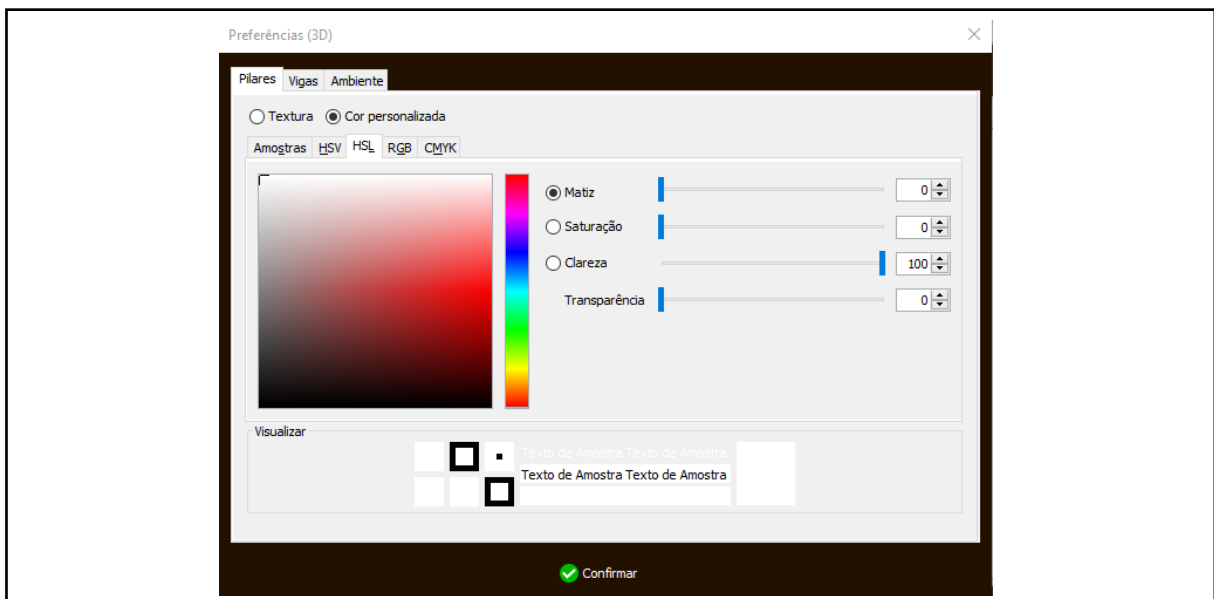 Preferências (3D)
Pilares Vigas Ambiente
Textura Cor personalizada
Amostras HSV HSL RGB CMYK
Matiz 0
Saturação 0
Clareza 100
Transparência 0
Visualizar
Texto de Amostra Texto de Amostra
Texto de Amostra Texto de Amostra
Confirmar